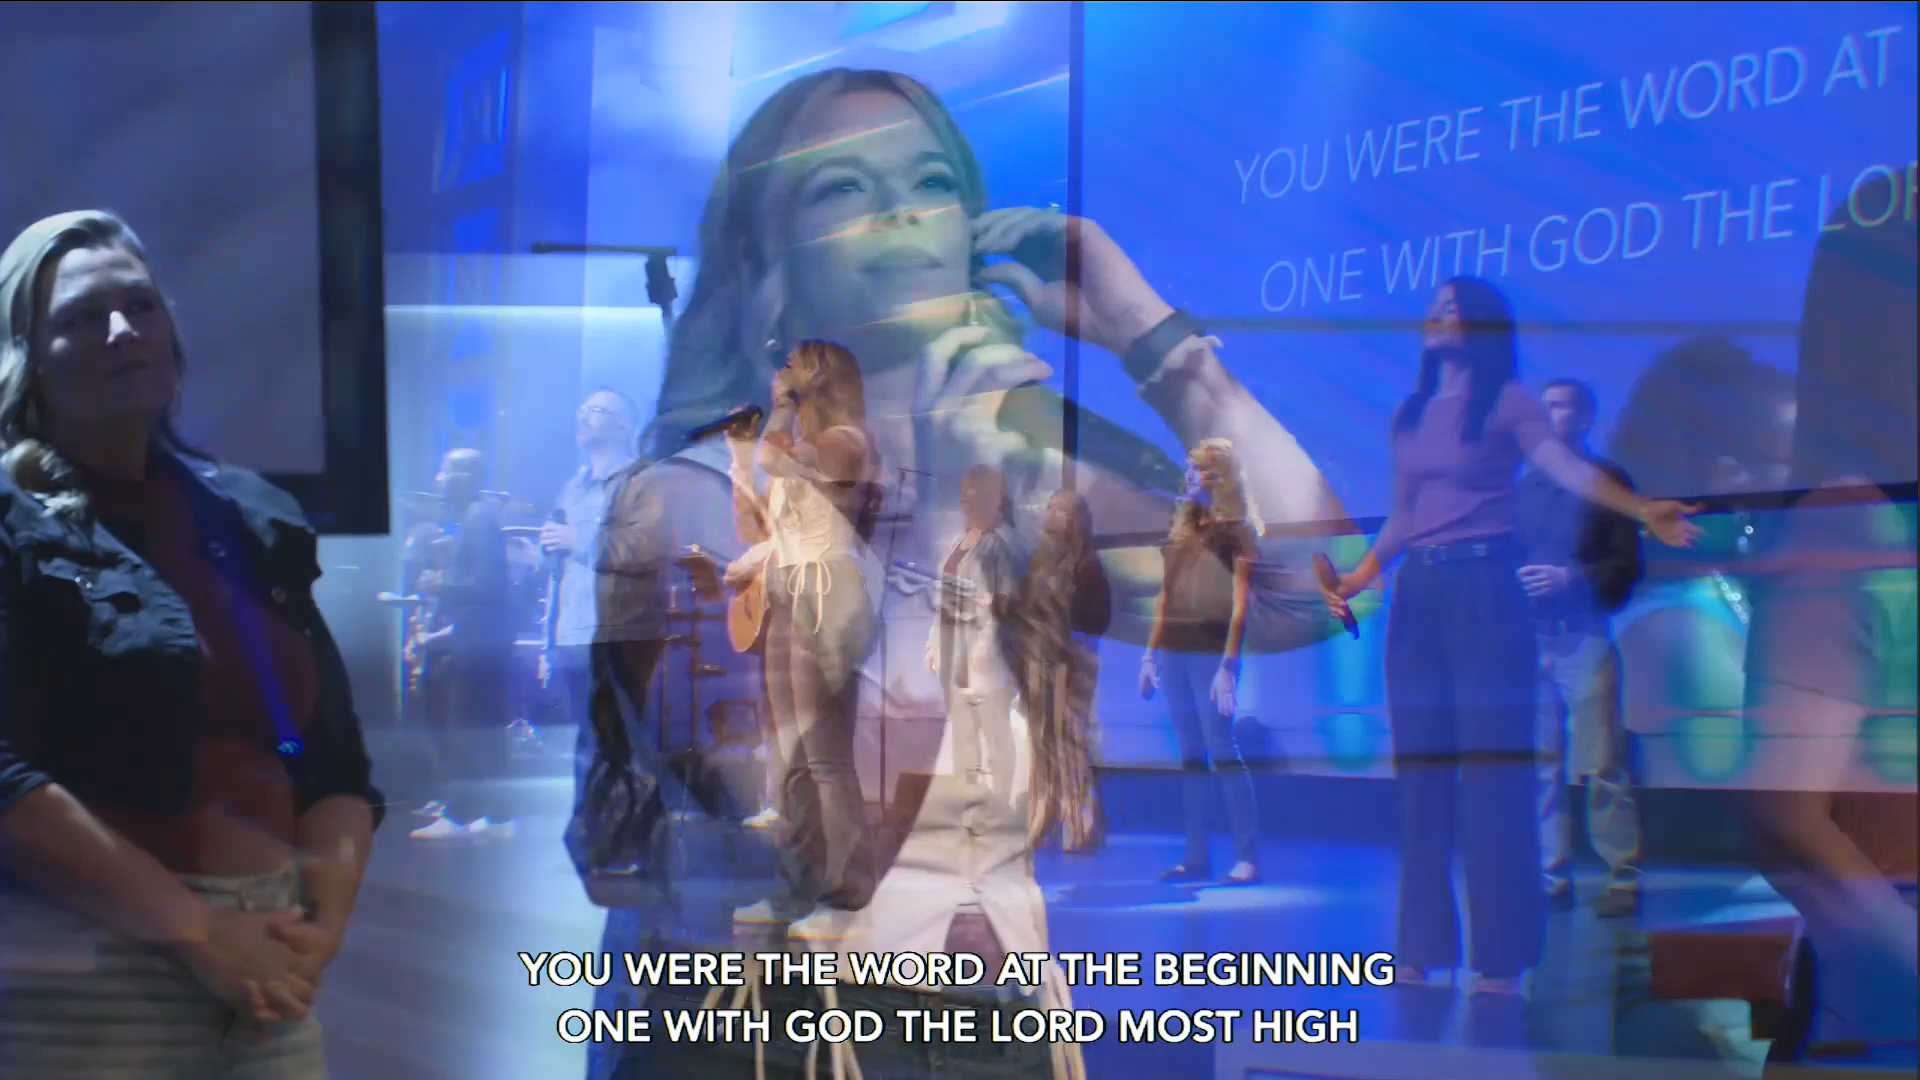 YOU WERE THE WORD AT
ONE WITH GOD THE LOR
YOU WERE THE WORD AT THE BEGINNING
ONE WITH GOD THE LORD MOST HIGH